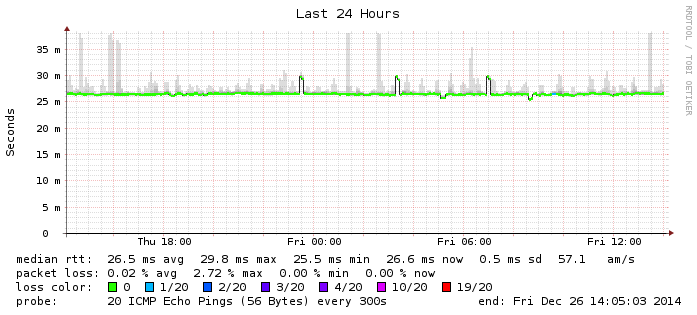 Last 24 Hours
RRDTOOL / TOBI OETIKER
Seconds
35 m
30 m
25 m
20 m
15 m
10 m
5 m
0
Thu 18:00 Fri 00:00 Fri 06:00 Fri 12:00
median rtt: 26.5 ms avg 29.8 ms max 25.5 ms min 26.6 ms now 0.5 ms sd 57.1 am/s
packet loss: 0.02 % avg 2.72 % max 0.00 % min 0.00 % now
loss color: 0 1/20 2/20 3/20 4/20 10/20 19/20
probe: 20 ICMP Echo Pings (56 Bytes) every 300s end: Fri Dec 26 14:05:03 2014